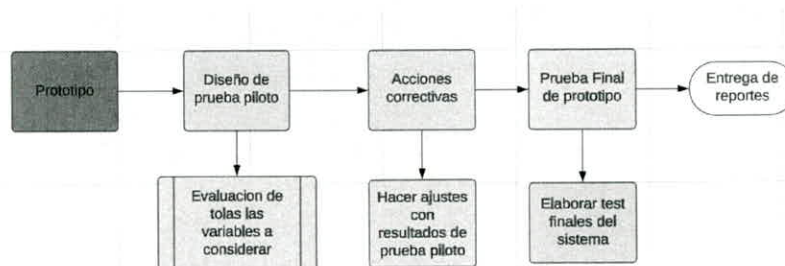 Prototipo
Diseño de
prueba piloto
Acciones
correctivas
Prueba Final
de prototipo
Entrega de
reportes
Evaluacion de
tolas las
variables a
considerar
Hacer ajustes
con
resultados de
prueba piloto
Elaborar test
finales del
sistema